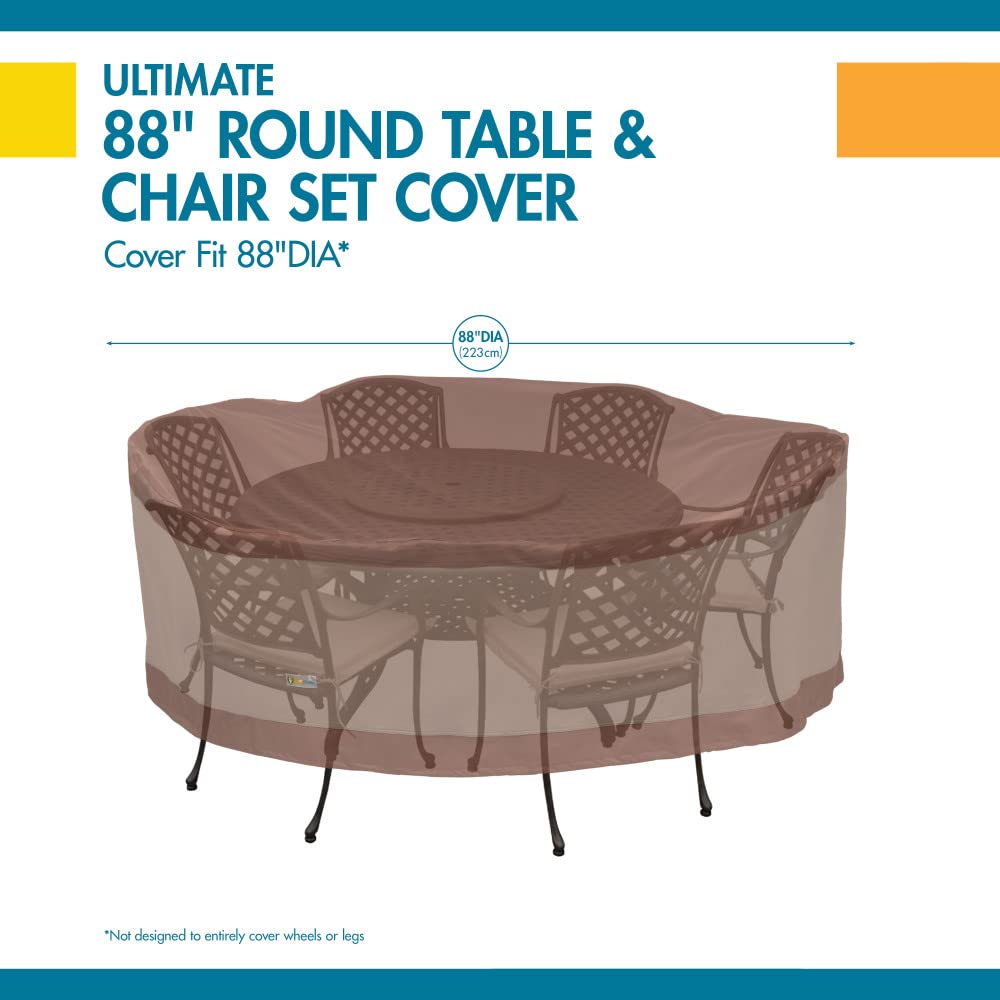 ULTIMATE
88" ROUND TABLE &
CHAIR SET COVER
Cover Fit 88"DIA*
88"DIA
(223cm)
*Not designed to entirely cover wheels or legs